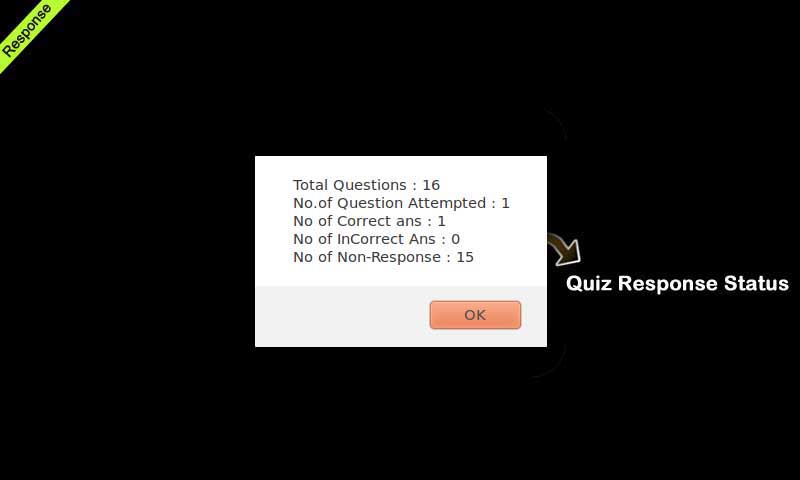 Response
Total Questions : 16
No.of Question Attempted : 1
No of Correct ans : 1
No of InCorrect Ans : 0
No of Non-Response : 15
OK
Quiz Response Status